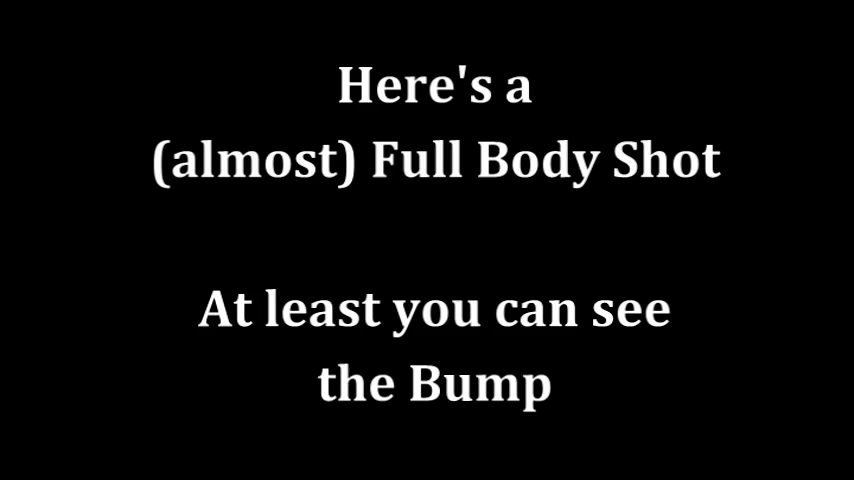 Here's a
(almost) Full Body Shot
At least you can see
the Bump